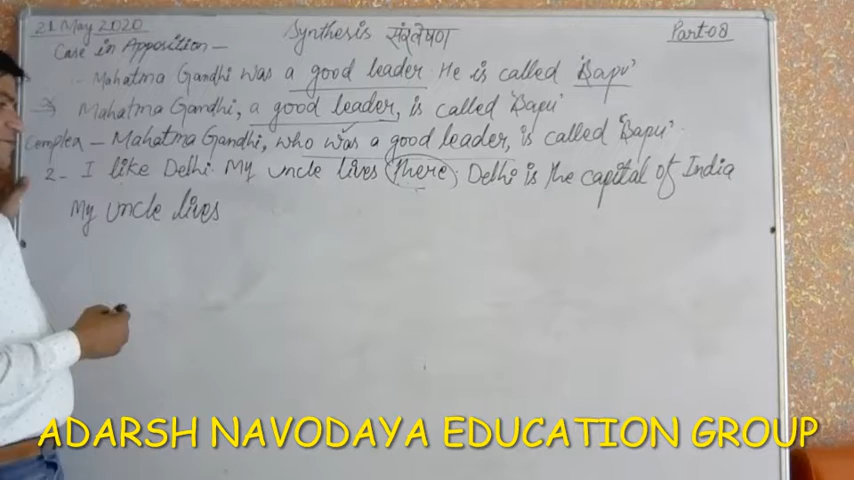 21 May 2020 Synthesis संश्लेषण Part-08
Case in Apposition -
Mahatma Gandhi was a good leader He is called 'Bapu'
Mahatma Gandhi, a good leader, is called 'Bapu'
Complex - Mahatma Gandhi, who was a good leader, is called 'Bapu'
2- I like Delhi. My uncle lives there. Delhi is the capital of India
My uncle lives
ADARSH NAVODAYA EDUCATION GROUP